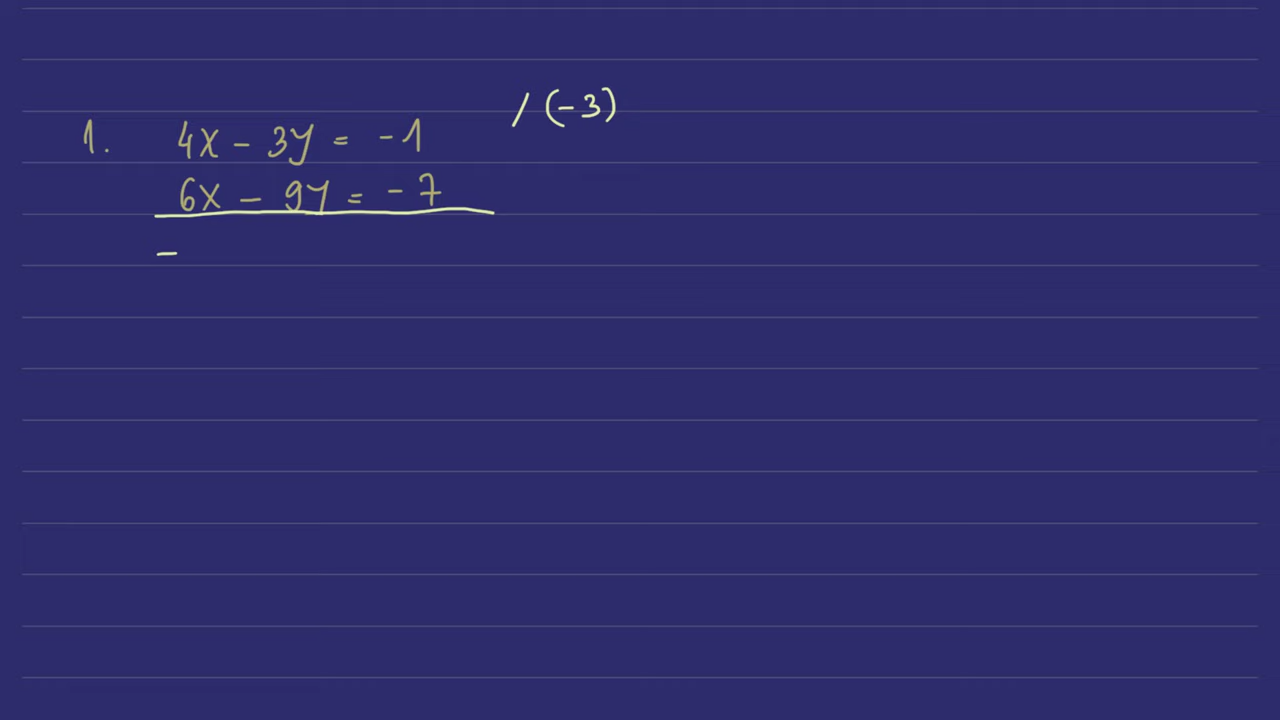 1. 4x - 3y = -1 / (-3)
6x - 9y = -7
-